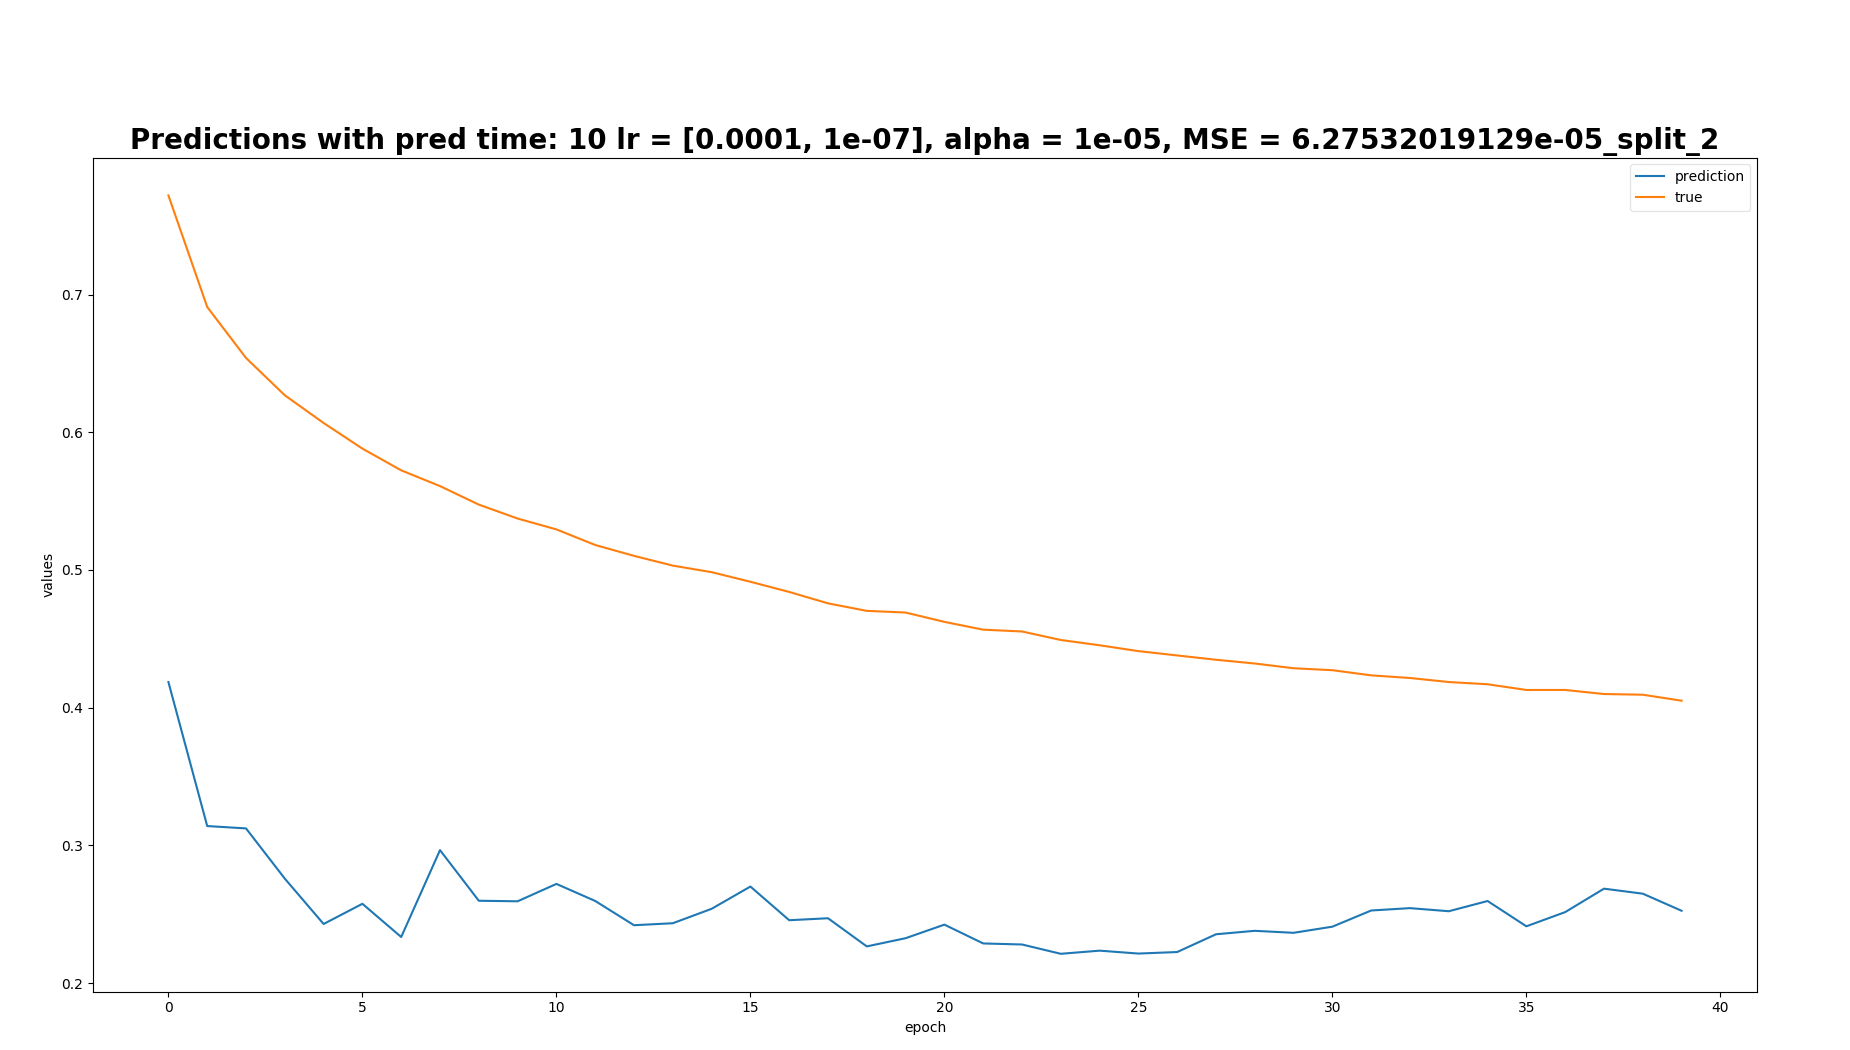 Predictions with pred time: 10 lr = [0.0001, 1e-07], alpha = 1e-05, MSE = 6.27532019129e-05_split_2
prediction
true
values
0.7
0.6
0.5
0.4
0.3
0.2
0 5 10 15 20 25 30 35 40
epoch